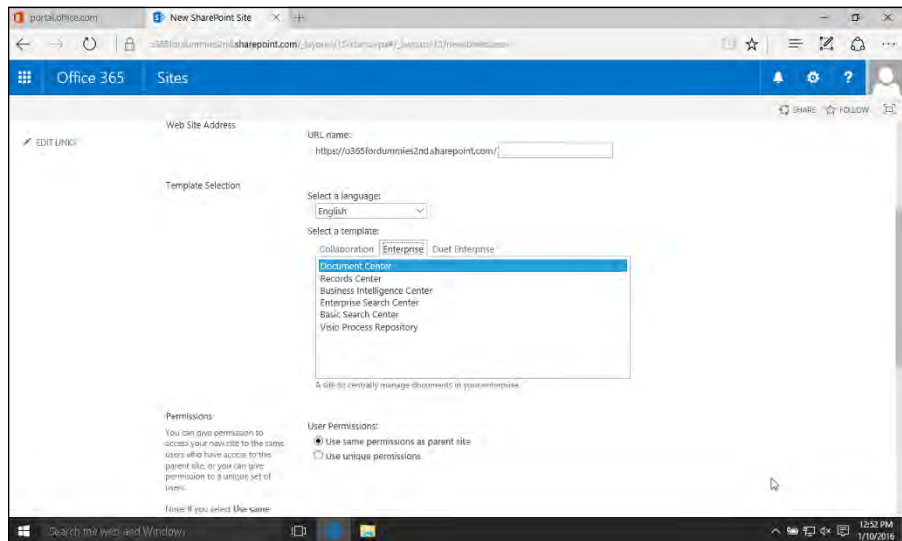 portal.office.com
New SharePoint Site
sharepoint.com/
Office 365
Sites
SHARE
FOLLOW
EDIT LINKS
Web Site Address
URL name:
https://o365fordummies2nd.sharepoint.com/
Template Selection
Select a language:
English
Select a template:
Collaboration Enterprise Duet Enterprise
Document Center
Records Center
Business Intelligence Center
Enterprise Search Center
Basic Search Center
Visio Process Repository
A site to centrally manage documents in your enterprise.
Permissions
You can give permission to
access your new site to the same
users who have access to this
parent site, or you can give
permission to a unique set of
users.
Note: If you select Use same
User Permissions:
Use same permissions as parent site
Use unique permissions
Search the web and Windows
12:52 PM
1/10/2016